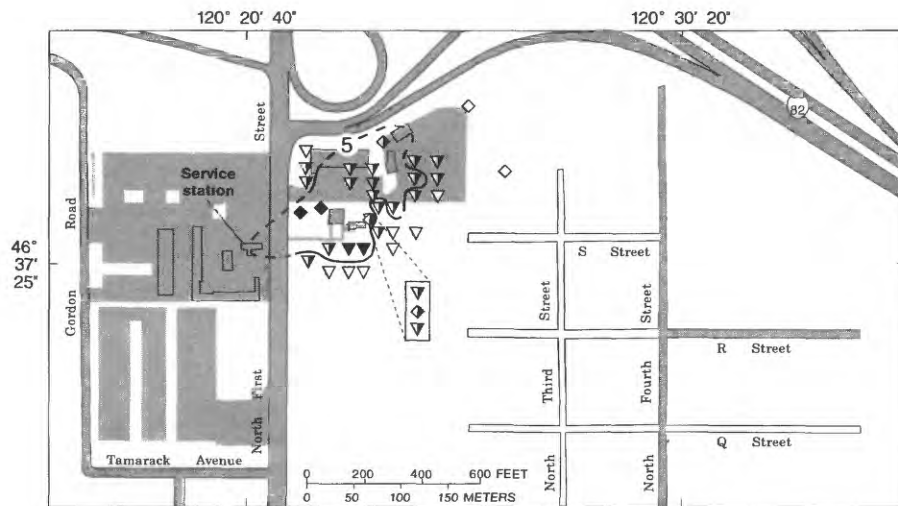 120° 20' 40"
120° 30' 20"
Street
82
5
Service
station
Road
46°
37'
25"
S Street
Street
Street
Gordon
R Street
First
Third
Fourth
Q Street
North
North
North
Tamarack Avenue
0 200 400 600 FEET
0 50 100 150 METERS